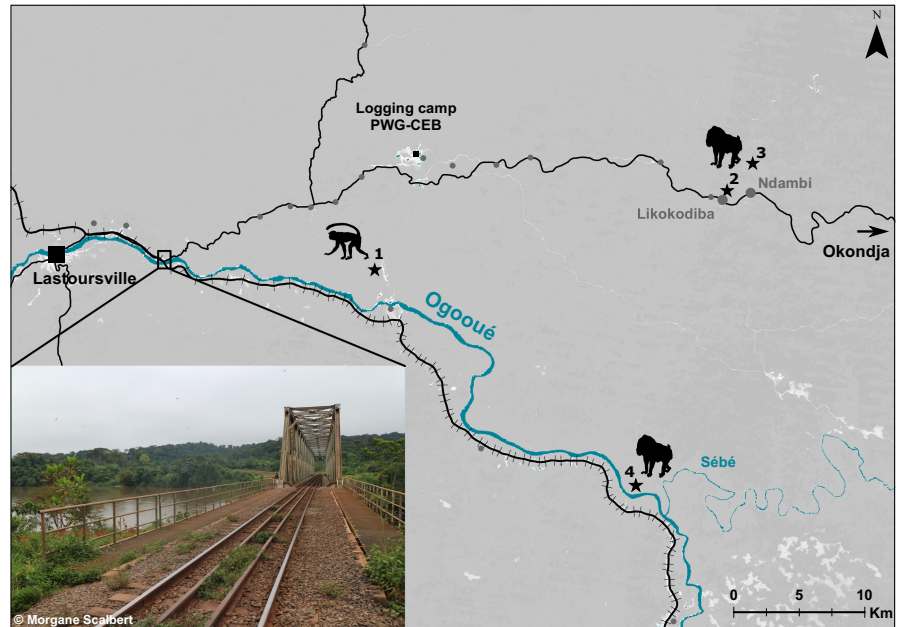 N
Logging camp
PWG-CEB
3
2
Ndambi
Likokodiba
Okondja
1
Lastoursville
Ogooué
4
Sébé
0 5 10
Km
© Morgane Scalbert